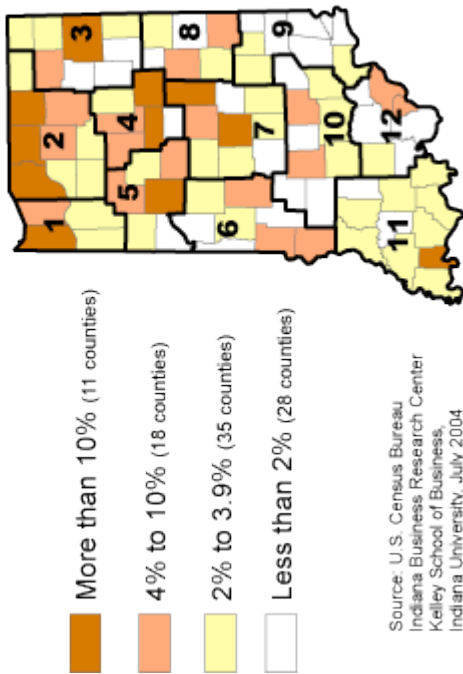 More than 10% (11 counties)
4% to 10% (18 counties)
2% to 3.9% (35 counties)
Less than 2% (28 counties)
Source: U.S. Census Bureau
Indiana Business Research Center
Kelley School of Business,
Indiana University, July 2004
1
2
3
4
5
6
7
8
9
10
11
12